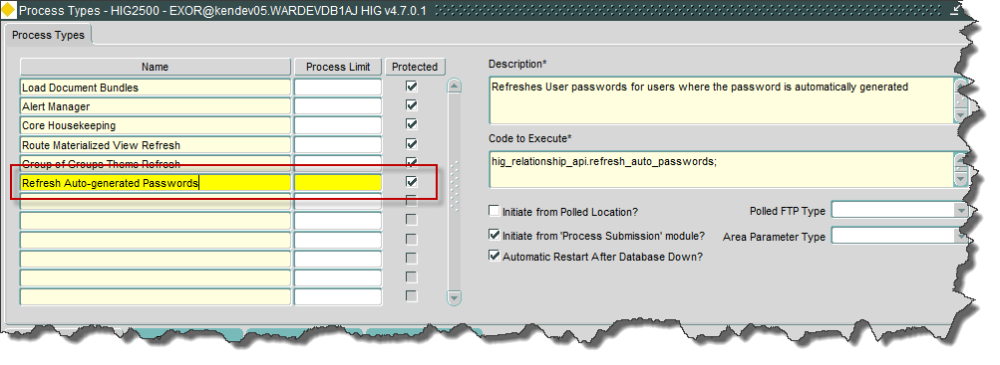 Process Types - HIG2500 - EXOR@kendev05.WARDEVDB1AJ HIG v4.7.0.1
Process Types
Name Process Limit Protected
Load Document Bundles
Alert Manager
Core Housekeeping
Route Materialized View Refresh
Group of Groups Theme Refresh
Refresh Auto-generated Passwords
Description*
Refreshes User passwords for users where the password is automatically generated
Code to Execute*
hig_relationship_api.refresh_auto_passwords;
Initiate from Polled Location? Polled FTP Type
Initiate from 'Process Submission' module? Area Parameter Type
Automatic Restart After Database Down?